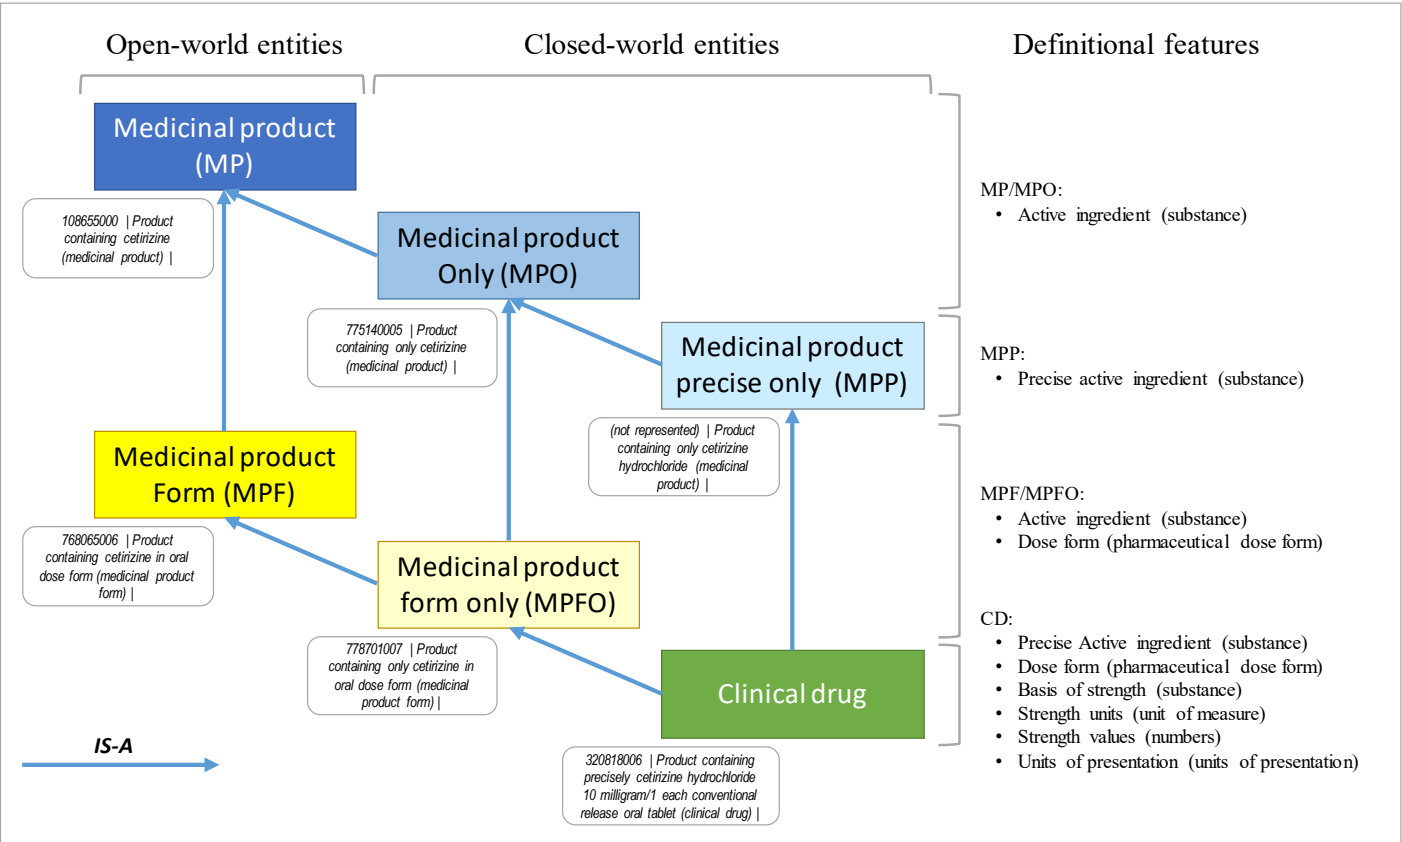 Open-world entities
Closed-world entities
Definitional features
Medicinal product
(MP)
108655000 | Product
containing cetirizine
(medicinal product) |
Medicinal product
Only (MPO)
775140005 | Product
containing only cetirizine
(medicinal product) |
Medicinal product
precise only (MPP)
(not represented) | Product
containing only cetirizine
hydrochloride (medicinal
product) |
Medicinal product
Form (MPF)
768065006 | Product
containing cetirizine in oral
dose form (medicinal product
form) |
Medicinal product
form only (MPFO)
778701007 | Product
containing only cetirizine in
oral dose form (medicinal
product form) |
Clinical drug
320818006 | Product containing
precisely cetirizine hydrochloride
10 milligram/1 each conventional
release oral tablet (clinical drug) |
IS-A
MP/MPO:
• Active ingredient (substance)
MPP:
• Precise active ingredient (substance)
MPF/MPFO:
• Active ingredient (substance)
• Dose form (pharmaceutical dose form)
CD:
• Precise Active ingredient (substance)
• Dose form (pharmaceutical dose form)
• Basis of strength (substance)
• Strength units (unit of measure)
• Strength values (numbers)
• Units of presentation (units of presentation)